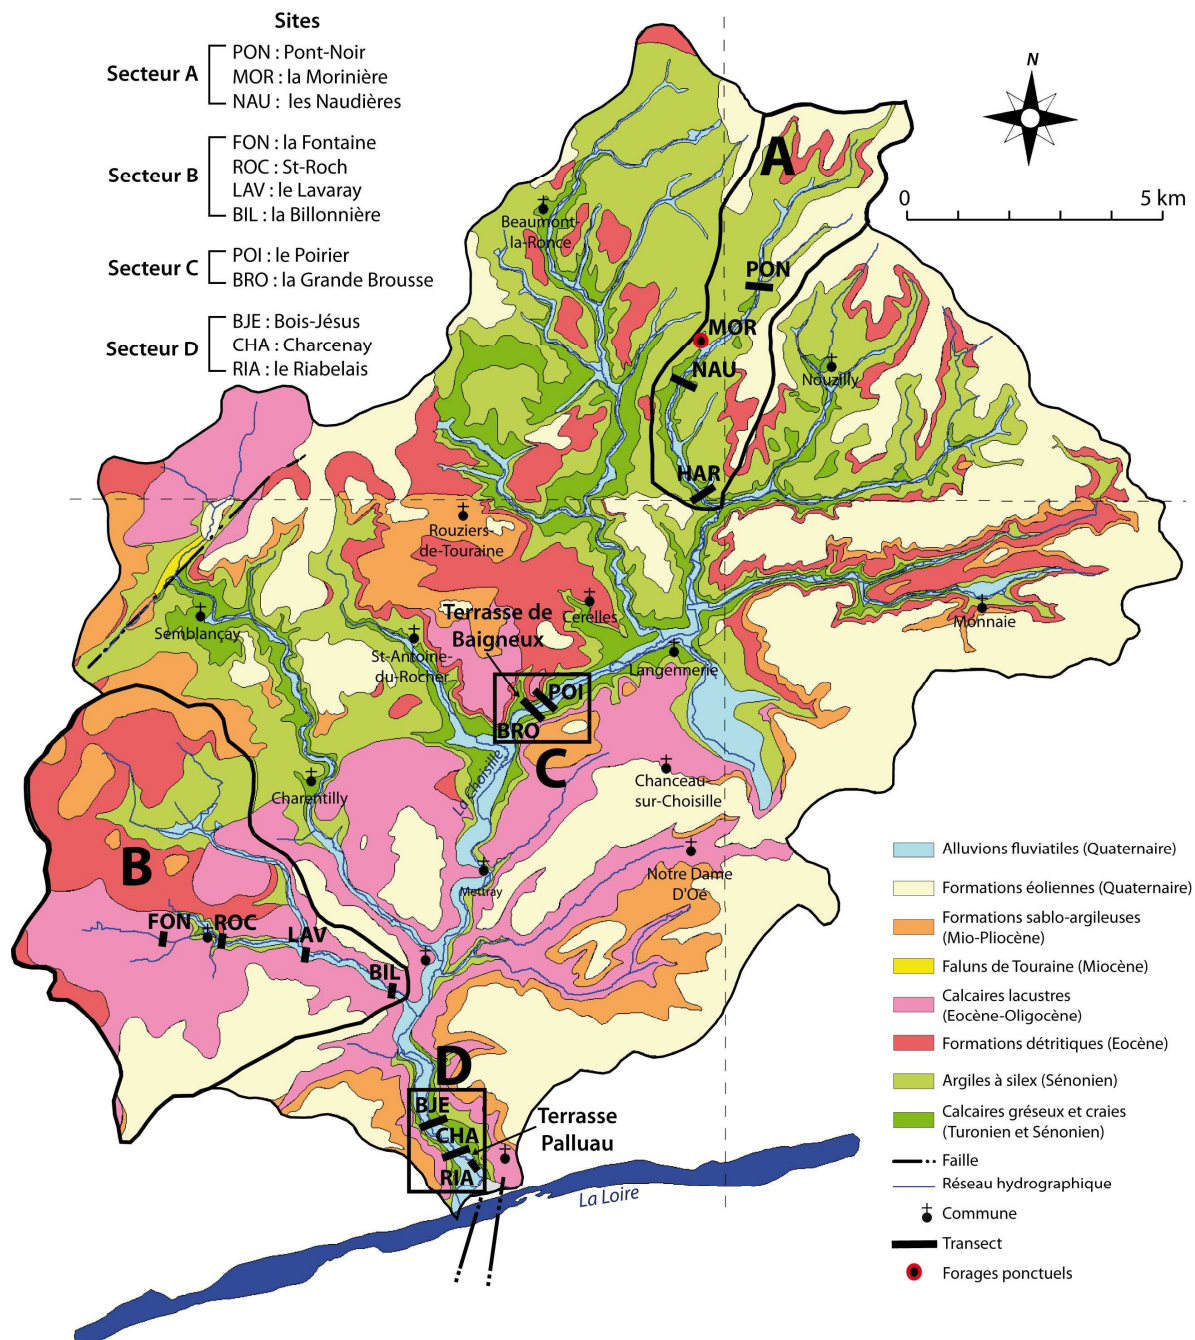 Sites
Secteur A
PON : Pont-Noir
MOR : la Morinière
NAU : les Naudières
Secteur B
FON : la Fontaine
ROC : St-Roch
LAV : le Lavaray
BIL : la Billonnière
Secteur C
POI : le Poirier
BRO : la Grande Brousse
Secteur D
BJE : Bois-Jésus
CHA : Charcenay
RIA : le Riabelais
N
0
5 km
A
Beaumont-
la-Ronce
PON
MOR
NAU
Nouzilly
HAR
Rouziers-
de-Touraine
Terrasse de
Baigneux
Cerelles
Semblançay
St-Antoine-
du-Rocher
Langennerie
Monnaie
POI
BRO
C
La Choisille
Charentilly
Chanceau-
sur-Choisille
B
Mettray
Notre Dame
D'Oé
FON
ROC
LAV
BIL
D
BJE
CHA
RIA
Terrasse
Palluau
La Loire
Alluvions fluviatiles (Quaternaire)
Formations éoliennes (Quaternaire)
Formations sablo-argileuses
(Mio-Pliocène)
Faluns de Touraine (Miocène)
Calcaires lacustres
(Eocène-Oligocène)
Formations détritiques (Eocène)
Argiles à silex (Sénonien)
Calcaires gréseux et craies
(Turonien et Sénonien)
Faille
Réseau hydrographique
Commune
Transect
Forages ponctuels